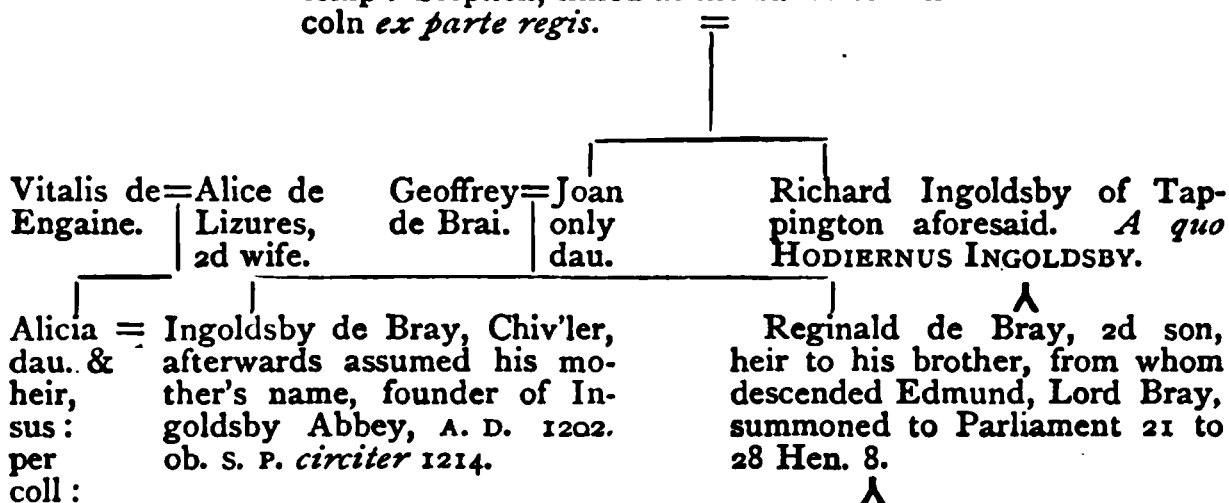 coln ex parte regis. =
Vitalis de=Alice de
Engaine. Lizures,
2d wife.
Geoffrey=Joan
de Brai. only
dau.
Richard Ingoldsby of Tap-
pington aforesaid. A quo
HODIERNUS INGOLDSBY.
Alicia =
dau. &
heir,
sus :
per
coll :
Ingoldsby de Bray, Chiv'ler,
afterwards assumed his mo-
ther's name, founder of In-
goldsby Abbey, A. D. 1202.
ob. S. P. circiter 1214.
Reginald de Bray, 2d son,
heir to his brother, from whom
descended Edmund, Lord Bray,
summoned to Parliament 21 to
28 Hen. 8.